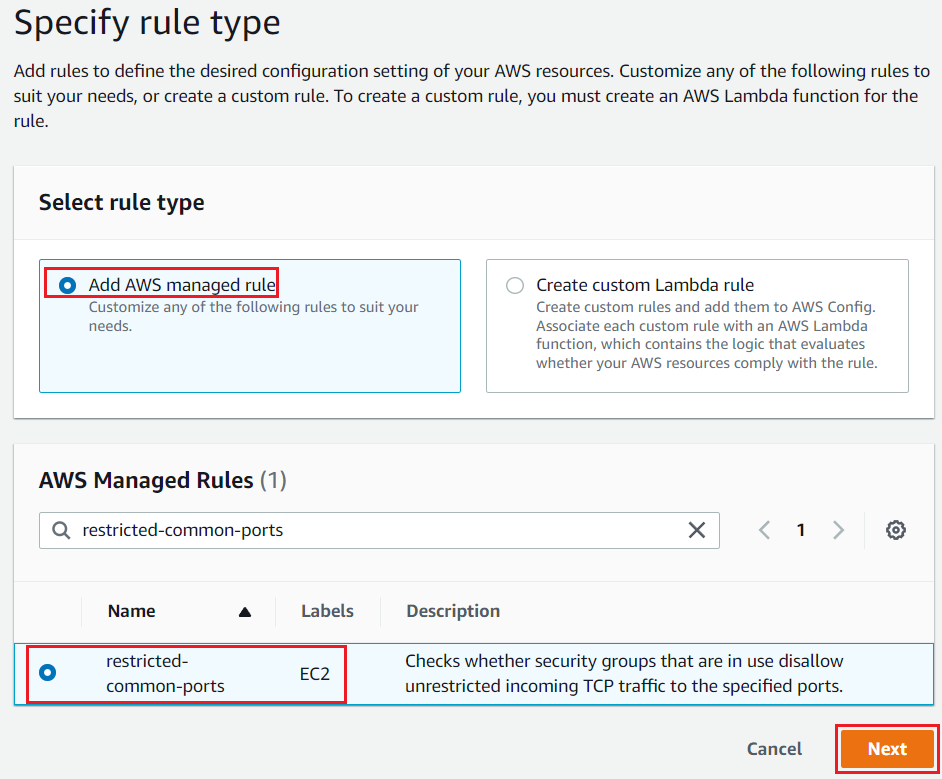 Specify rule type
Add rules to define the desired configuration setting of your AWS resources. Customize any of the following rules to
suit your needs, or create a custom rule. To create a custom rule, you must create an AWS Lambda function for the
rule.
Select rule type
Add AWS managed rule
Customize any of the following rules to suit your
needs.
Create custom Lambda rule
Create custom rules and add them to AWS Config.
Associate each custom rule with an AWS Lambda
function, which contains the logic that evaluates
whether your AWS resources comply with the rule.
AWS Managed Rules (1)
restricted-common-ports
1
Name Labels Description
restricted-
common-ports
EC2
Checks whether security groups that are in use disallow
unrestricted incoming TCP traffic to the specified ports.
Cancel Next